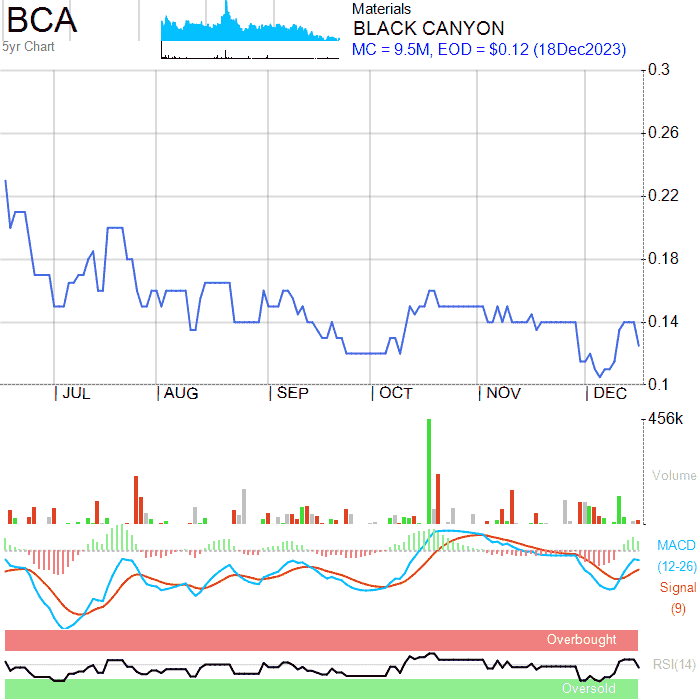 BCA
5yr Chart
Materials
BLACK CANYON
MC = 9.5M, EOD = $0.12 (18Dec2023)
0.3
0.26
0.22
0.18
0.14
0.1
JUL AUG SEP OCT NOV DEC
456k
Volume
MACD
(12-26)
Signal
(9)
Overbought
RSI(14)
Oversold